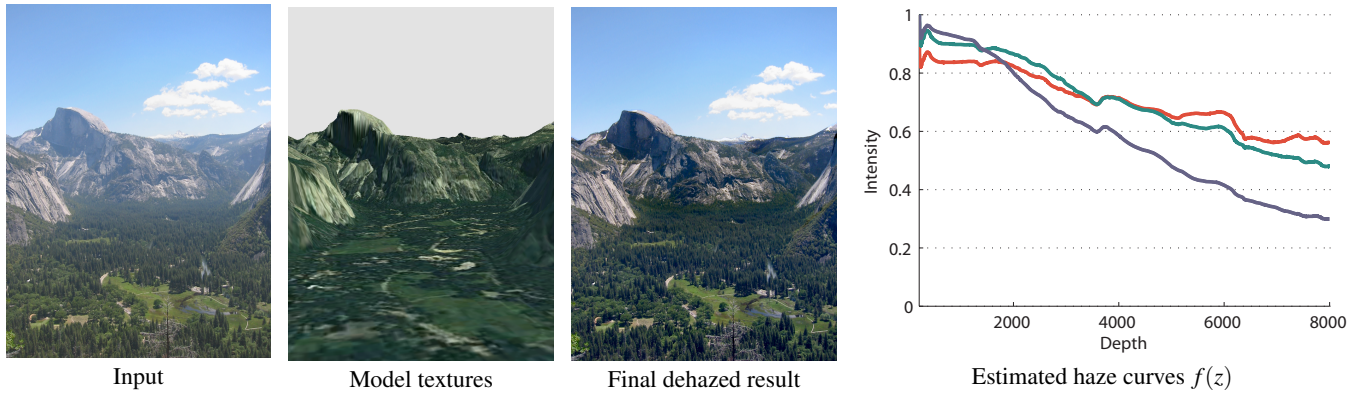 1
0.8
0.6
0.4
0.2
0
Intensity
2000 4000 6000 8000
Depth
Input
Model textures
Final dehazed result
Estimated haze curves f(z)